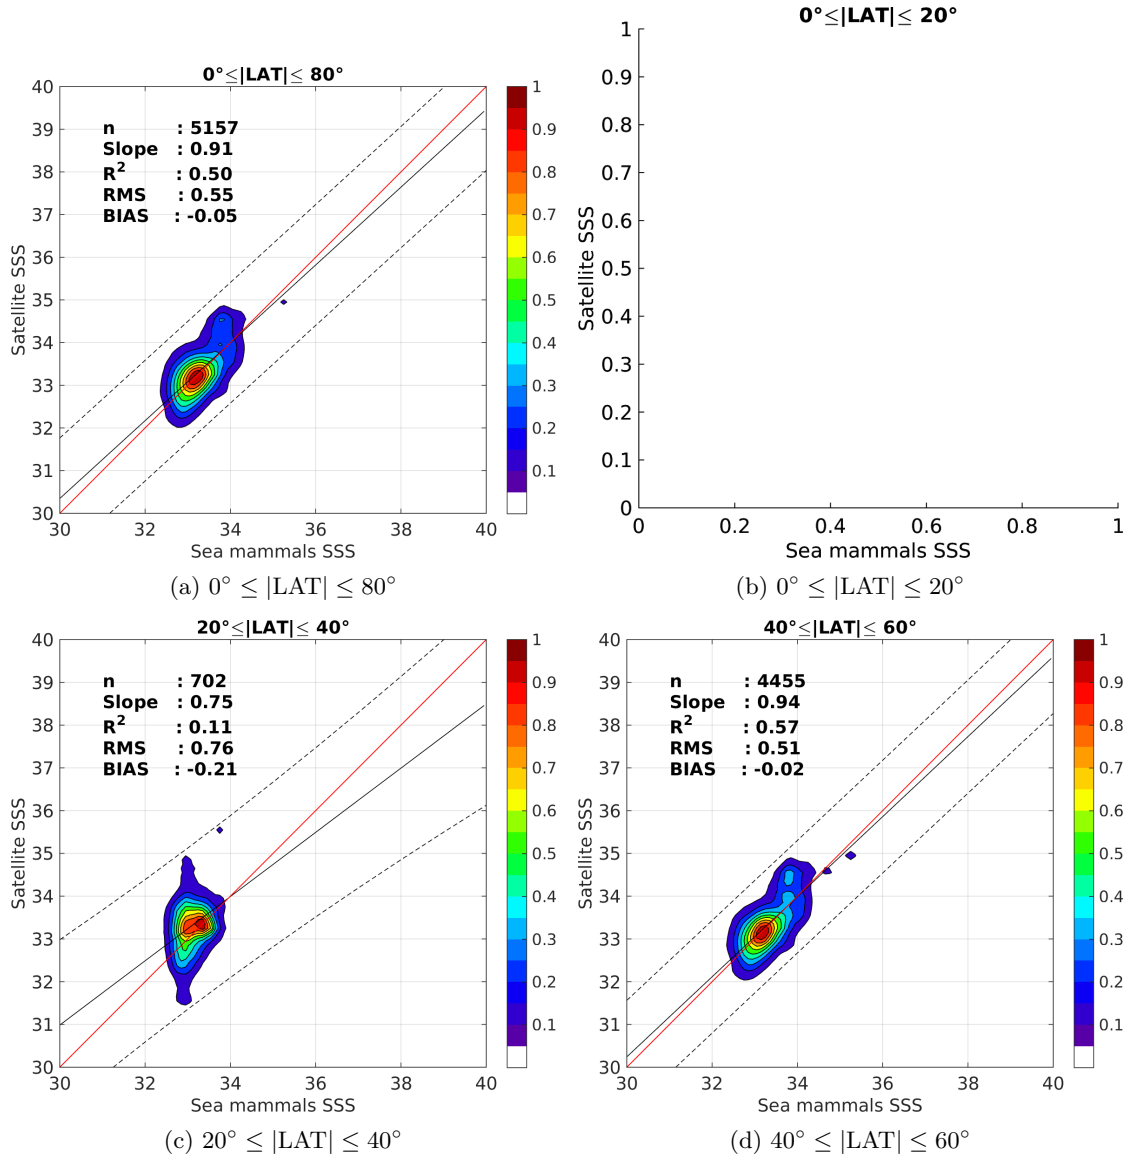 0°≤|LAT|≤ 80°
40
39
38
37
36
35
34
33
32
31
30
30 32 34 36 38 40
n : 5157
Slope : 0.91
R2 : 0.50
RMS : 0.55
BIAS : -0.05
Satellite SSS
Sea mammals SSS
1
0.9
0.8
0.7
0.6
0.5
0.4
0.3
0.2
0.1
(a) 0° ≤ |LAT| ≤ 80°
0°≤|LAT|≤ 20°
1
0.9
0.8
0.7
0.6
0.5
0.4
0.3
0.2
0.1
0
0 0.2 0.4 0.6 0.8 1
Satellite SSS
Sea mammals SSS
(b) 0° ≤ |LAT| ≤ 20°
20°≤|LAT|≤ 40°
40
39
38
37
36
35
34
33
32
31
30
30 32 34 36 38 40
n : 702
Slope : 0.75
R2 : 0.11
RMS : 0.76
BIAS : -0.21
Satellite SSS
Sea mammals SSS
1
0.9
0.8
0.7
0.6
0.5
0.4
0.3
0.2
0.1
(c) 20° ≤ |LAT| ≤ 40°
40°≤|LAT|≤ 60°
40
39
38
37
36
35
34
33
32
31
30
30 32 34 36 38 40
n : 4455
Slope : 0.94
R2 : 0.57
RMS : 0.51
BIAS : -0.02
Satellite SSS
Sea mammals SSS
1
0.9
0.8
0.7
0.6
0.5
0.4
0.3
0.2
0.1
(d) 40° ≤ |LAT| ≤ 60°